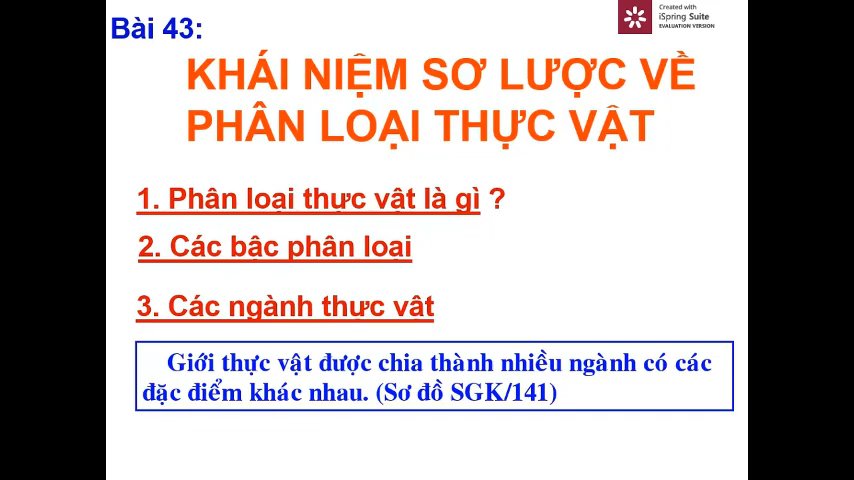 Created with
iSpring Suite
EVALUATION VERSION
Bài 43:
KHÁI NIỆM SƠ LƯỢC VỀ
PHÂN LOẠI THỰC VẬT
1. Phân loại thực vật là gì ?
2. Các bậc phân loại
3. Các ngành thực vật
Giới thực vật được chia thành nhiều ngành có các
đặc điểm khác nhau. (Sơ đồ SGK/141)